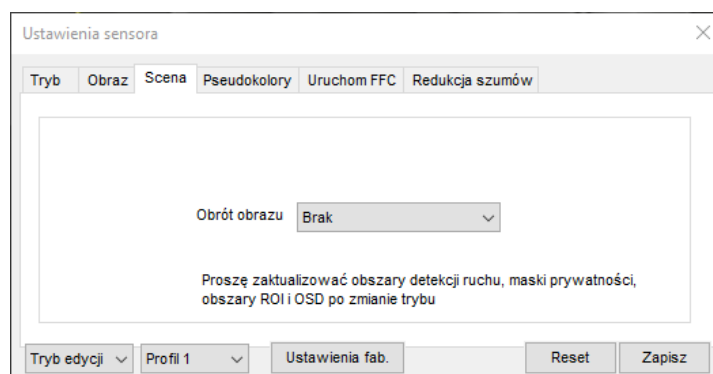 Ustawienia sensora
Tryb Obraz Scena Pseudokolory Uruchom FFC Redukcja szumów
Obrót obrazu Brak
Proszę zaktualizować obszary detekcji ruchu, maski prywatności,
obszary ROI i OSD po zmianie trybu
Tryb edycji Profil 1 Ustawienia fab. Reset Zapisz